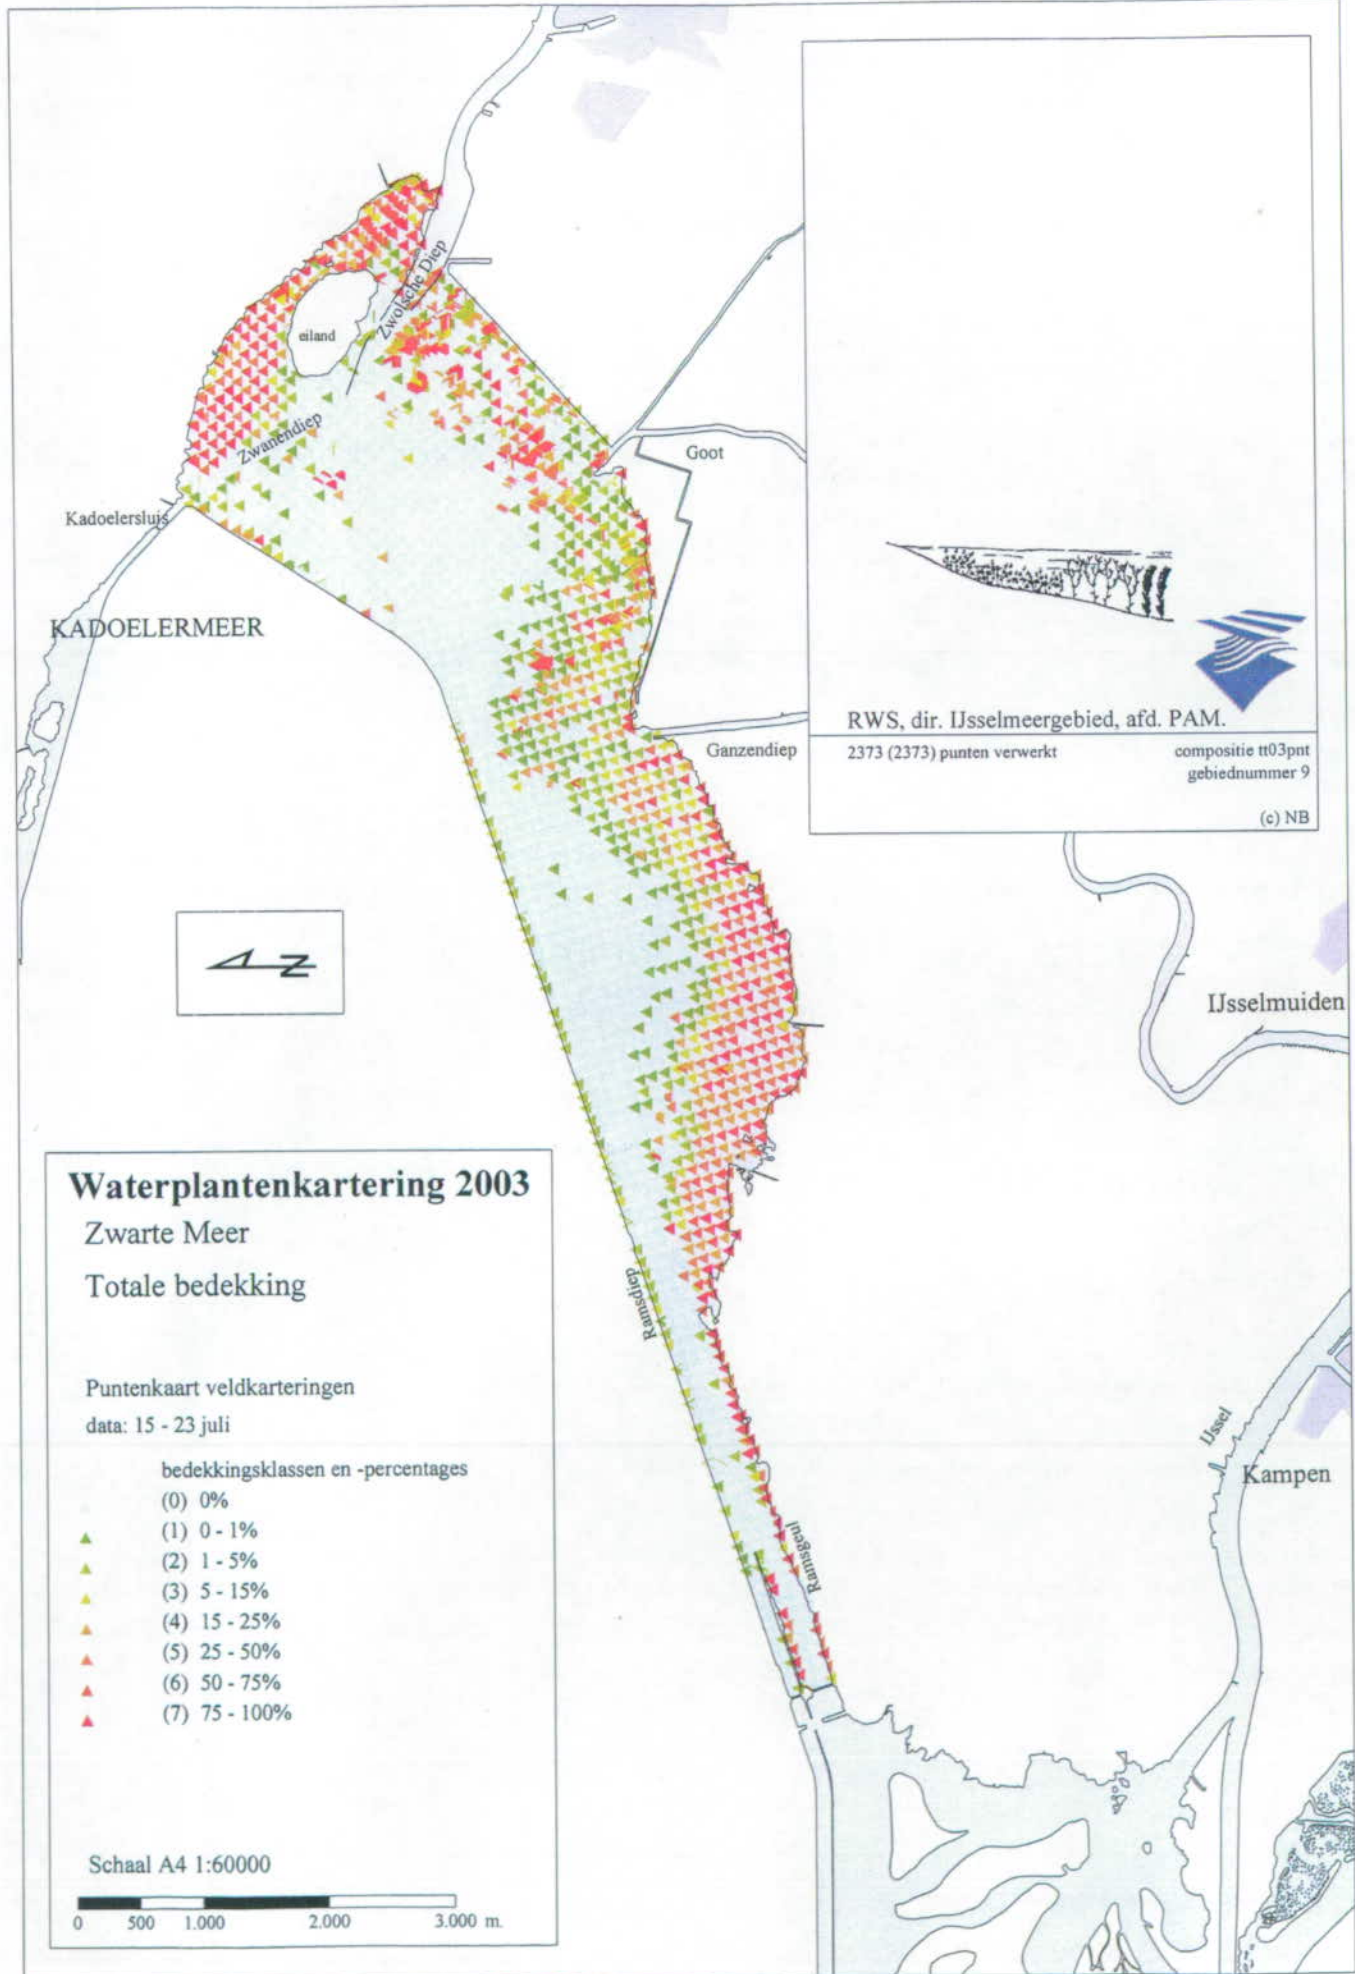 Zwolsche Diep
eiland
Zwanendiep
Goot
Kadoelersluis
KADOELERMEER
RWS, dir. IJsselmeergebied, afd. PAM.
Ganzendiep
2373 (2373) punten verwerkt
compositie tt03pnt
gebiednummer 9
(c) NB
N
IJsselmuiden
Waterplantenkartering 2003
Zwarte Meer
Totale bedekking
Ramsdiep
Puntenkaart veldkarteringen
data: 15 - 23 juli
IJssel
Kampen
bedekkingsklassen en -percentages
(0) 0%
(1) 0 - 1%
(2) 1 - 5%
(3) 5 - 15%
(4) 15 - 25%
(5) 25 - 50%
(6) 50 - 75%
(7) 75 - 100%
Ramsgeul
Schaal A4 1:60000
0 500 1.000 2.000 3.000 m.